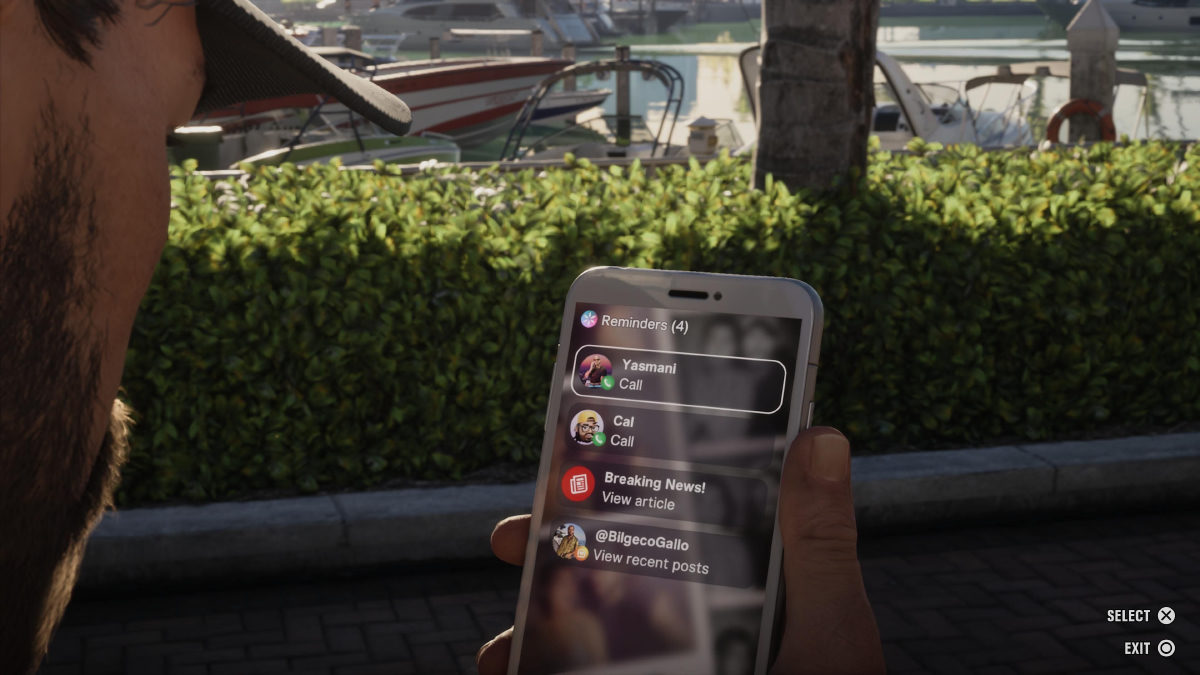 Reminders (4)
Yasmani
Call
Cal
Call
Breaking News!
View article
@BilgecoGallo
View recent posts
SELECT
EXIT